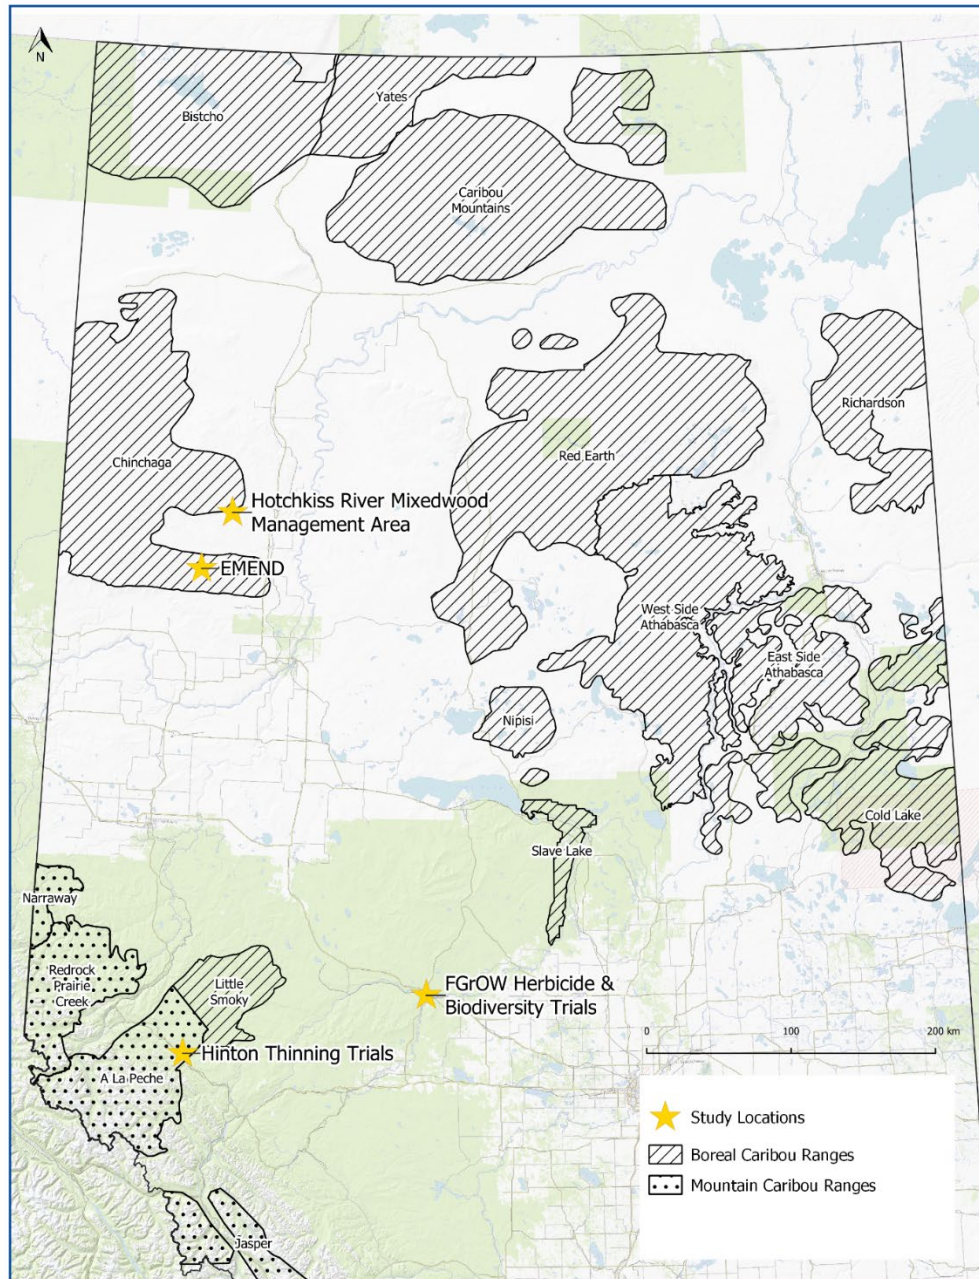 N
Bistcho
Yates
Caribou
Mountains
Chinchaga
Red Earth
Richardson
Hotchkiss River Mixedwood
Management Area
EMEND
West Side
Athabasca
East Side
Athabasca
Nipisi
Cold Lake
Slave Lake
Narraway
Redrock
Prairie
Creek
Little
Smoky
FGrOW Herbicide &
Biodiversity Trials
Hinton Thinning Trials
A La Peche
Jasper
0 100 200 km
Study Locations
Boreal Caribou Ranges
Mountain Caribou Ranges